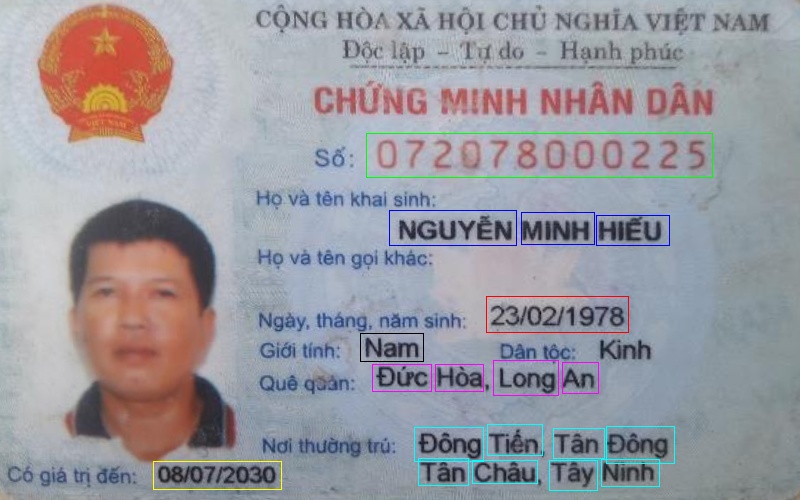 CỘNG HÒA XÃ HỘI CHỦ NGHĨA VIỆT NAM
Độc lập - Tự do - Hạnh phúc
CHỨNG MINH NHÂN DÂN
Số: 072078000225
Họ và tên khai sinh:
NGUYỄN MINH HIẾU
Họ và tên gọi khác:
Ngày, tháng, năm sinh: 23/02/1978
Giới tính: Nam Dân tộc: Kinh
Quê quán: Đức Hòa, Long An
Nơi thường trú: Đông Tiến, Tân Đông
Tân Châu, Tây Ninh
Có giá trị đến: 08/07/2030